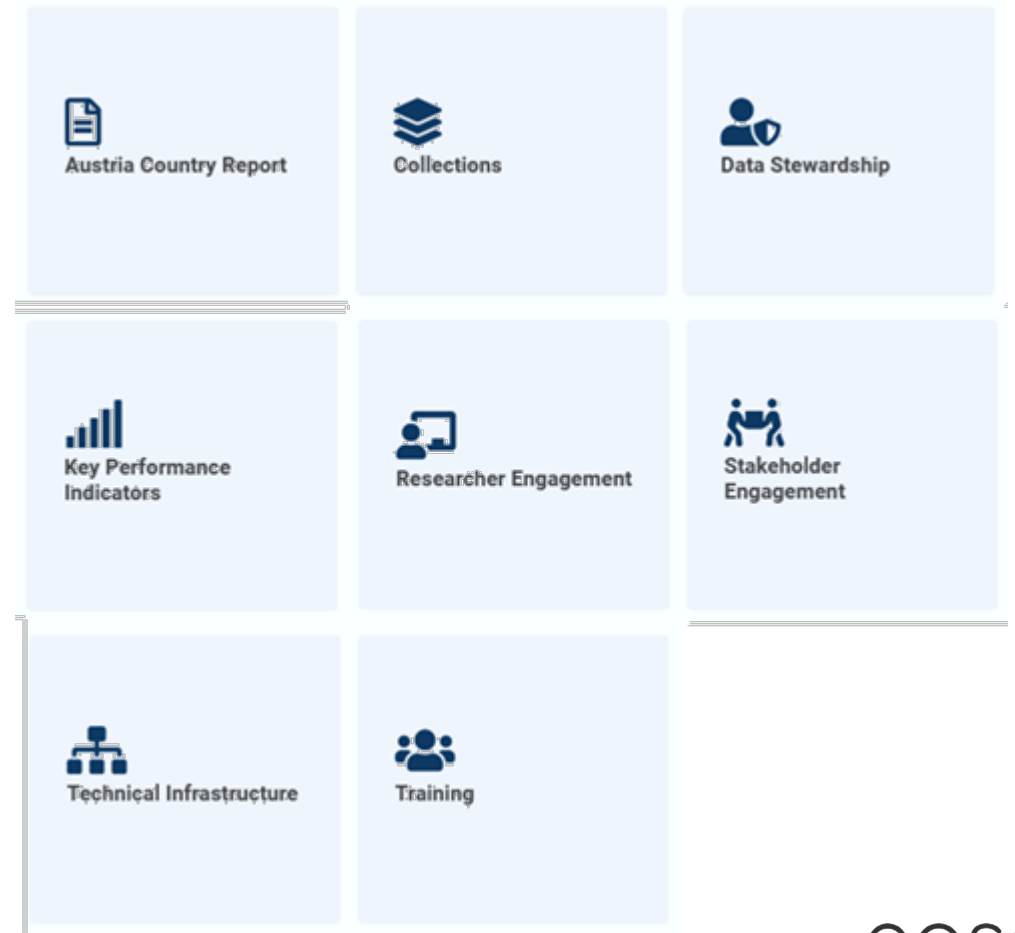 Austria Country Report
Collections
Data Stewardship
Key Performance
Indicators
Researcher Engagement
Stakeholder
Engagement
Technical Infrastructure
Training